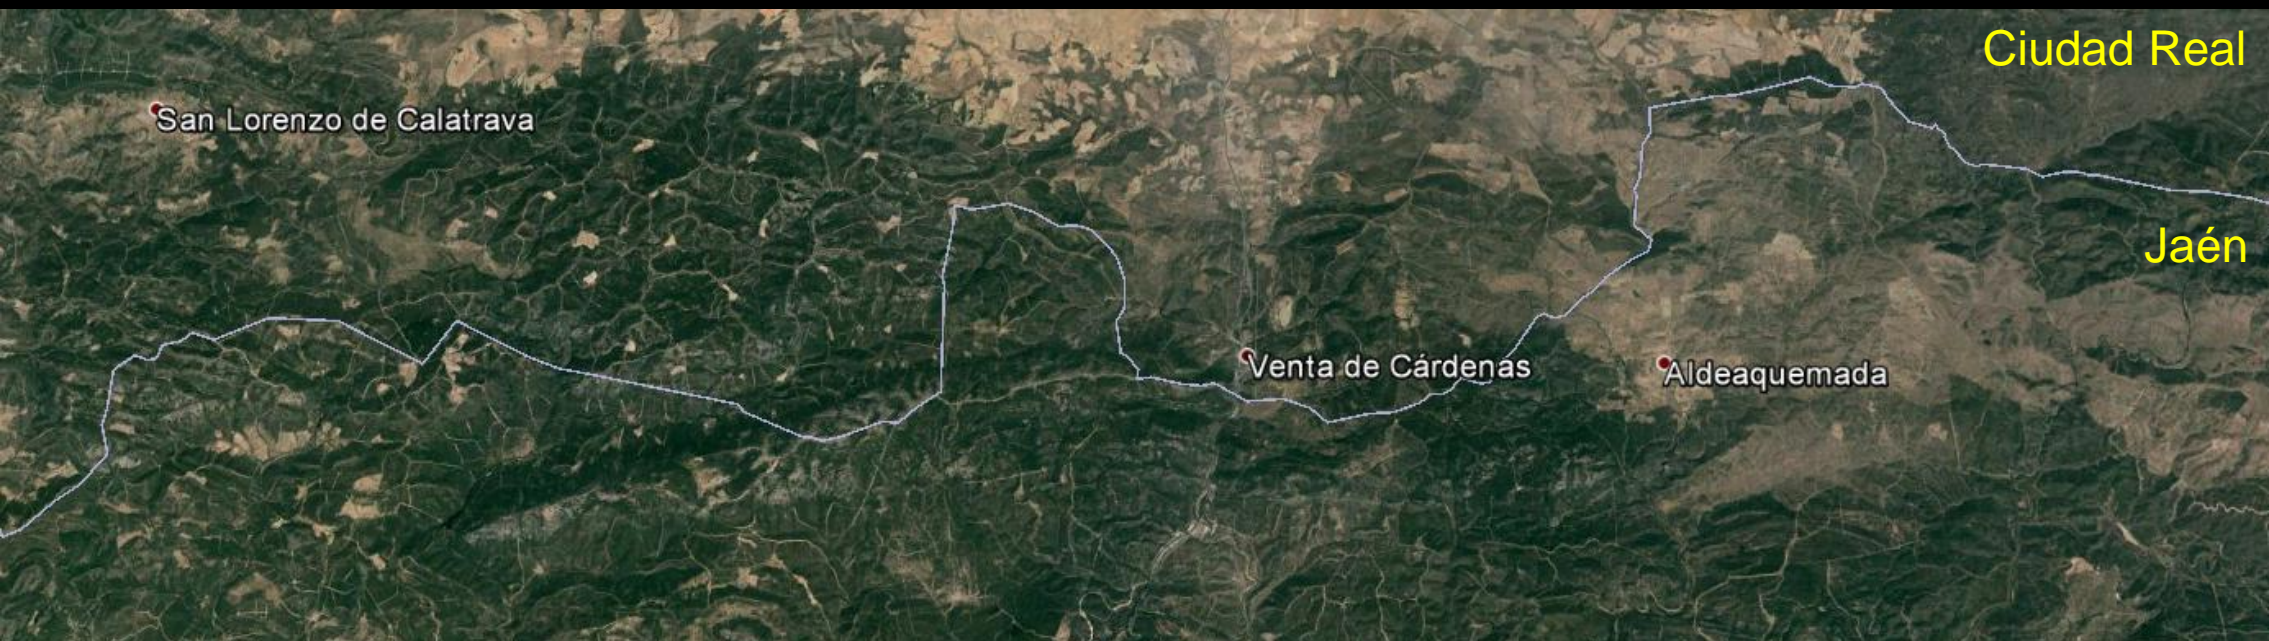 Ciudad Real
San Lorenzo de Calatrava
Jaén
Venta de Cárdenas
Aldeaquemada